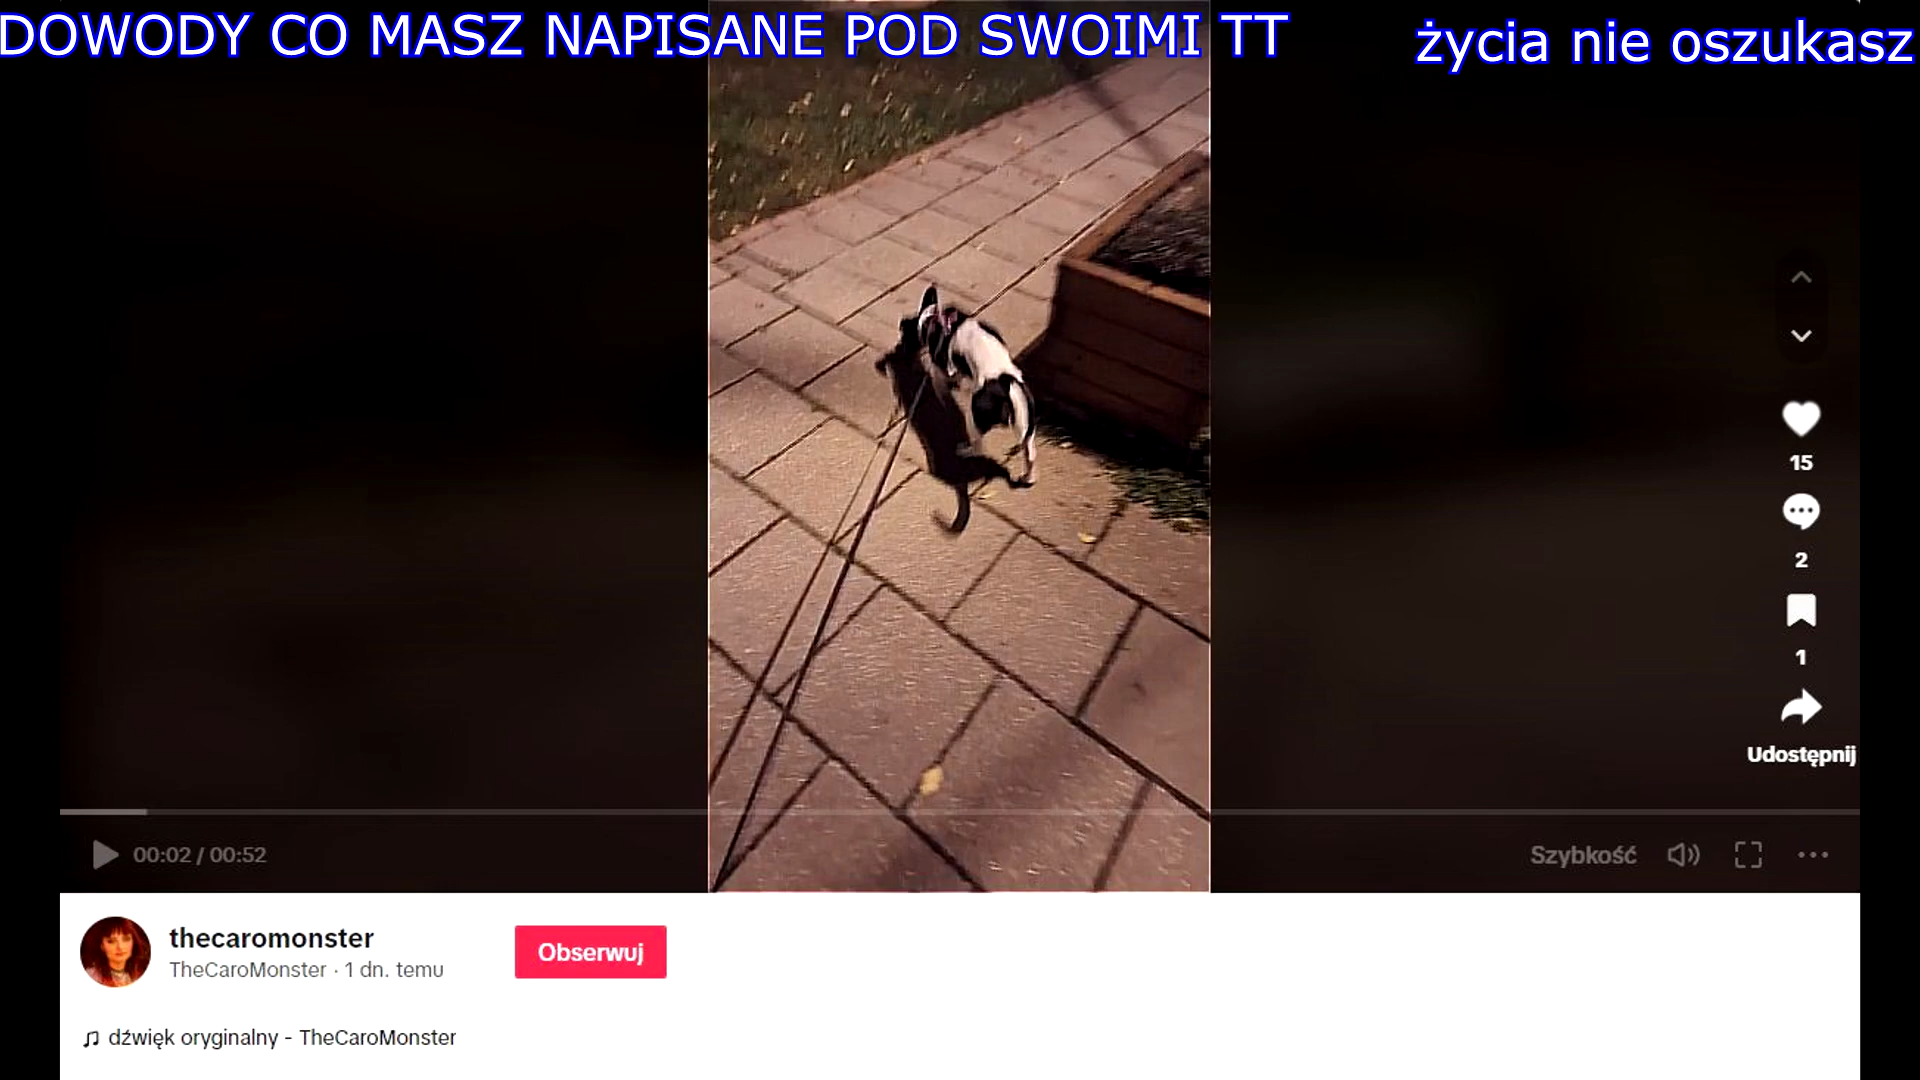 DOWODY CO MASZ NAPISANE POD SWOIMI TT
życia nie oszukasz
15
2
1
Udostępnij
00:02 / 00:52
Szybkość
thecaromonster
TheCaroMonster · 1 dn. temu
Obserwuj
dźwięk oryginalny - TheCaroMonster